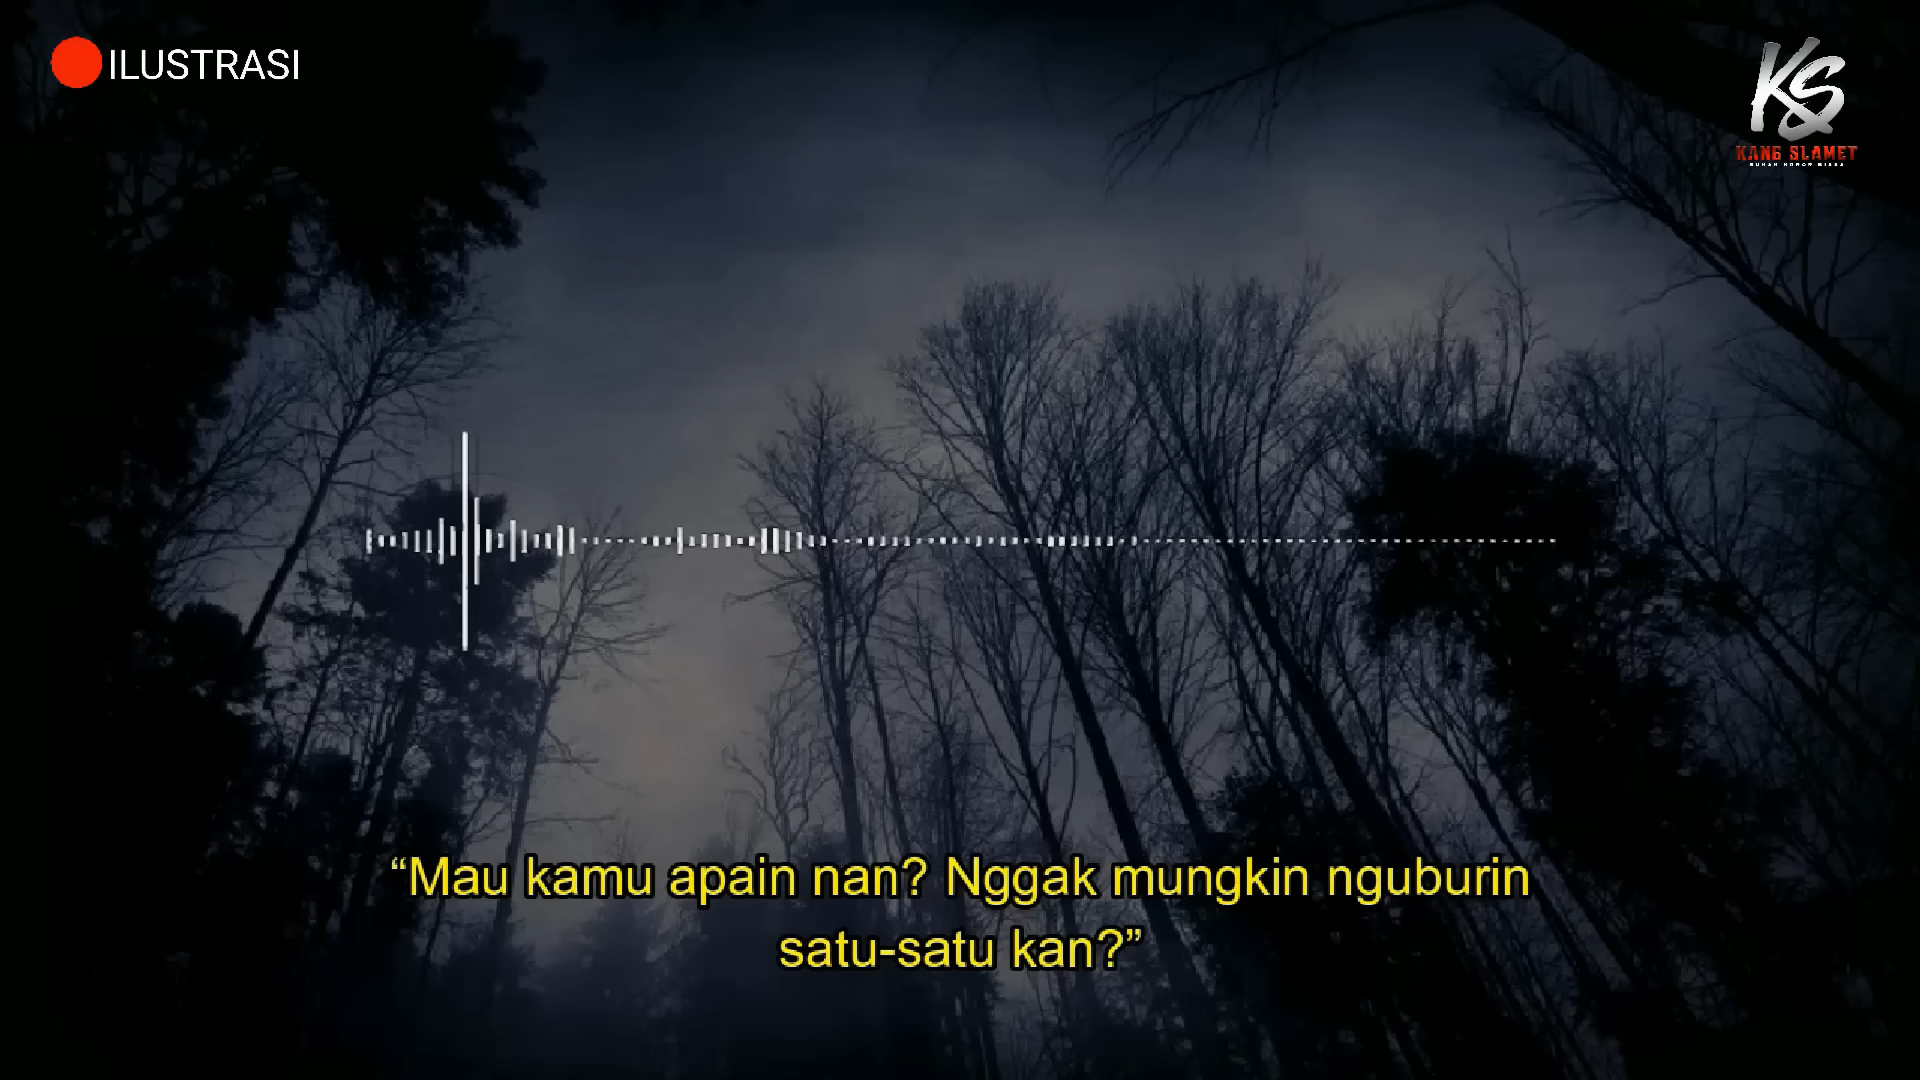 ILUSTRASI
KS
KANG SLAMET
“Mau kamu apain nan? Nggak mungkin nguburin
satu-satu kan?”